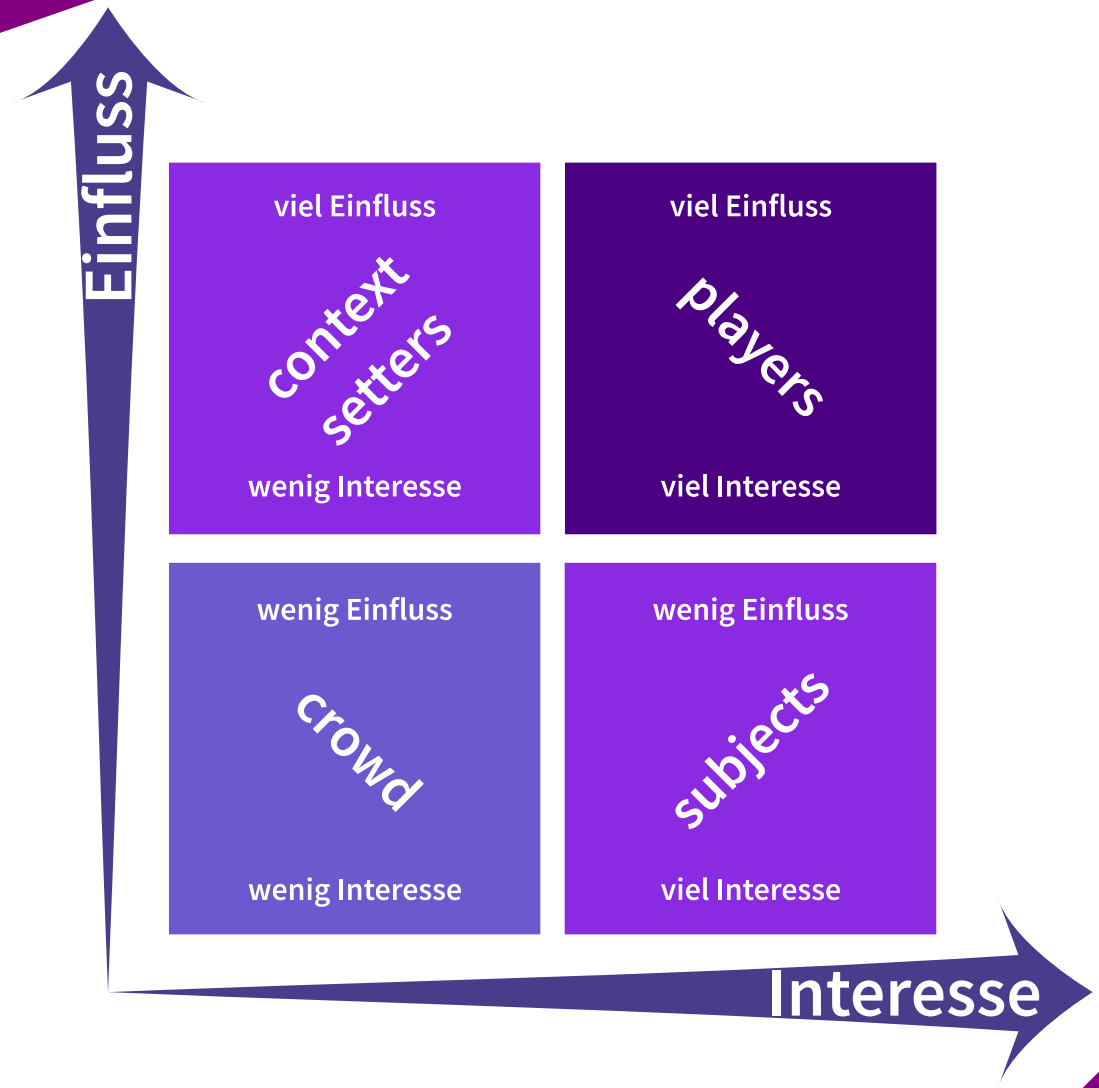 Einfluss
viel Einfluss
context
setters
wenig Interesse
viel Einfluss
players
viel Interesse
wenig Einfluss
crowd
wenig Interesse
wenig Einfluss
subjects
viel Interesse
Interesse